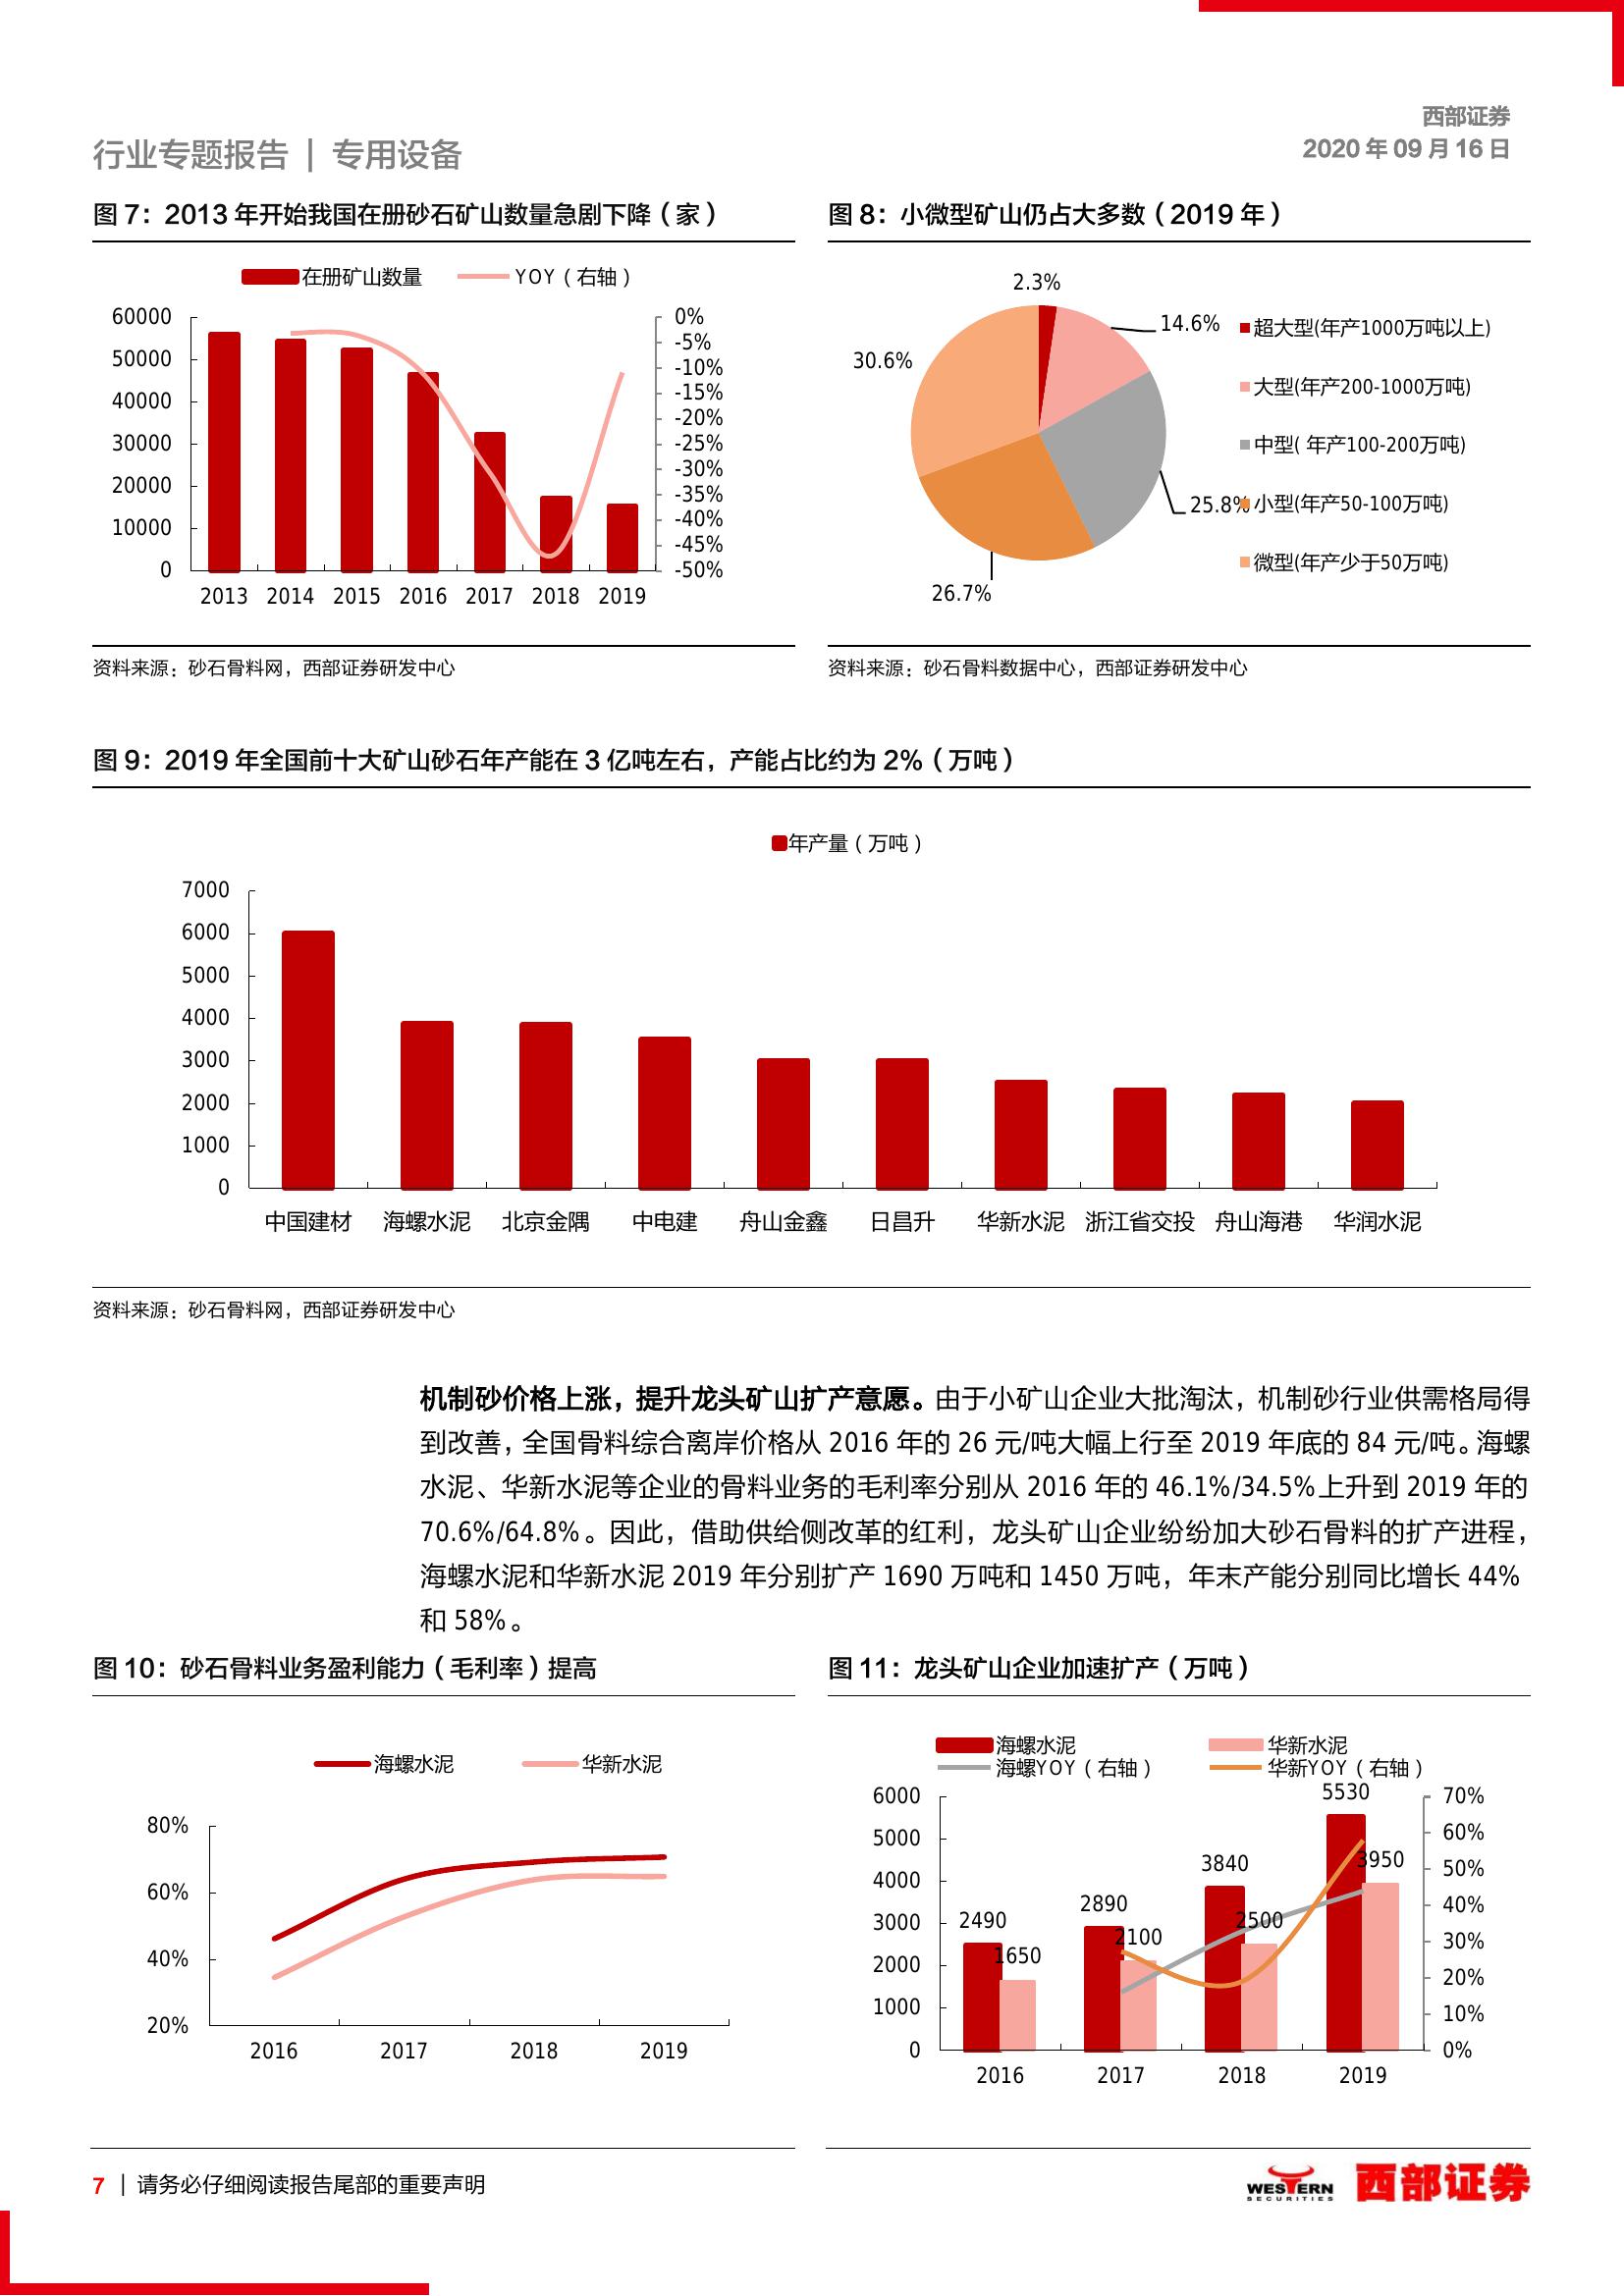 西部证券
2020 年 09 月 16 日
行业专题报告 | 专用设备
图 7：2013 年开始我国在册砂石矿山数量急剧下降（家）
在册矿山数量 YOY（右轴）
60000
50000
40000
30000
20000
10000
0
0%
-5%
-10%
-15%
-20%
-25%
-30%
-35%
-40%
-45%
-50%
2013 2014 2015 2016 2017 2018 2019
资料来源：砂石骨料网，西部证券研发中心
图 8：小微型矿山仍占大多数（2019 年）
2.3%
14.6%
25.8%
26.7%
30.6%
超大型(年产1000万吨以上)
大型(年产200-1000万吨)
中型( 年产100-200万吨)
小型(年产50-100万吨)
微型(年产少于50万吨)
资料来源：砂石骨料数据中心，西部证券研发中心
图 9：2019 年全国前十大矿山砂石年产能在 3 亿吨左右，产能占比约为 2%（万吨）
年产量（万吨）
7000
6000
5000
4000
3000
2000
1000
0
中国建材 海螺水泥 北京金隅 中电建 舟山金鑫 日昌升 华新水泥 浙江省交投 舟山海港 华润水泥
资料来源：砂石骨料网，西部证券研发中心
机制砂价格上涨，提升龙头矿山扩产意愿。由于小矿山企业大批淘汰，机制砂行业供需格局得
到改善，全国骨料综合离岸价格从 2016 年的 26 元/吨大幅上行至 2019 年底的 84 元/吨。海螺
水泥、华新水泥等企业的骨料业务的毛利率分别从 2016 年的 46.1%/34.5%上升到 2019 年的
70.6%/64.8%。因此，借助供给侧改革的红利，龙头矿山企业纷纷加大砂石骨料的扩产进程，
海螺水泥和华新水泥 2019 年分别扩产 1690 万吨和 1450 万吨，年末产能分别同比增长 44%
和 58%。
图 10：砂石骨料业务盈利能力（毛利率）提高
海螺水泥 华新水泥
80%
60%
40%
20%
2016 2017 2018 2019
图 11：龙头矿山企业加速扩产（万吨）
海螺水泥 华新水泥
海螺YOY（右轴） 华新YOY（右轴）
6000
5000
4000
3000
2000
1000
0
2490
1650
2890
2100
3840
2500
5530
3950
70%
60%
50%
40%
30%
20%
10%
0%
2016 2017 2018 2019
7 | 请务必仔细阅读报告尾部的重要声明
WESTERN
SECURITIES
西部证券